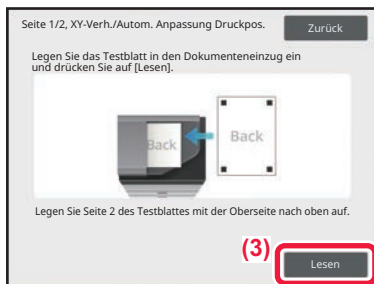 Seite 1/2, XY-Verh./Autom. Anpassung Druckpos.
Zurück
Legen Sie das Testblatt in den Dokumenteneinzug ein
und drücken Sie auf [Lesen].
Back
Back
Legen Sie Seite 2 des Testblattes mit der Oberseite nach oben auf.
(3)
Lesen